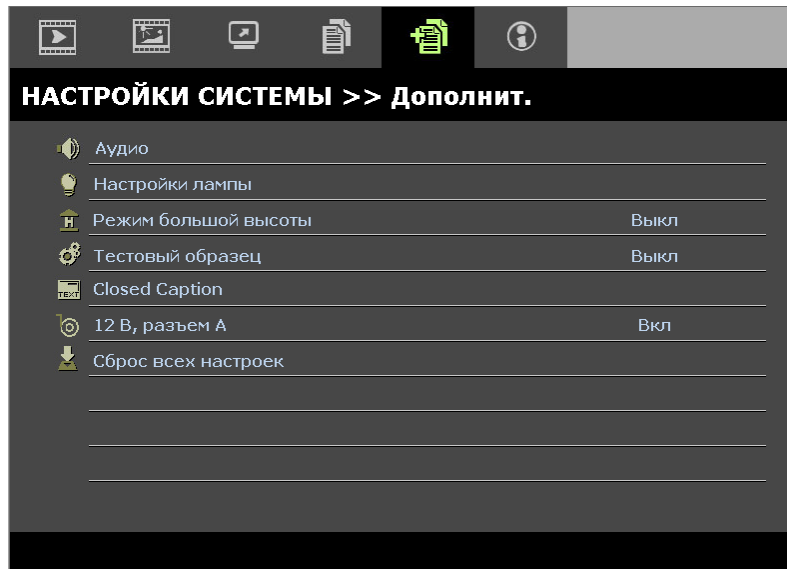 НАСТРОЙКИ СИСТЕМЫ >> Дополнит.
Аудио
Настройки лампы
H Режим большой высоты Выкл
Тестовый образец Выкл
TEXT Closed Caption
12 В, разъем A Вкл
Сброс всех настроек